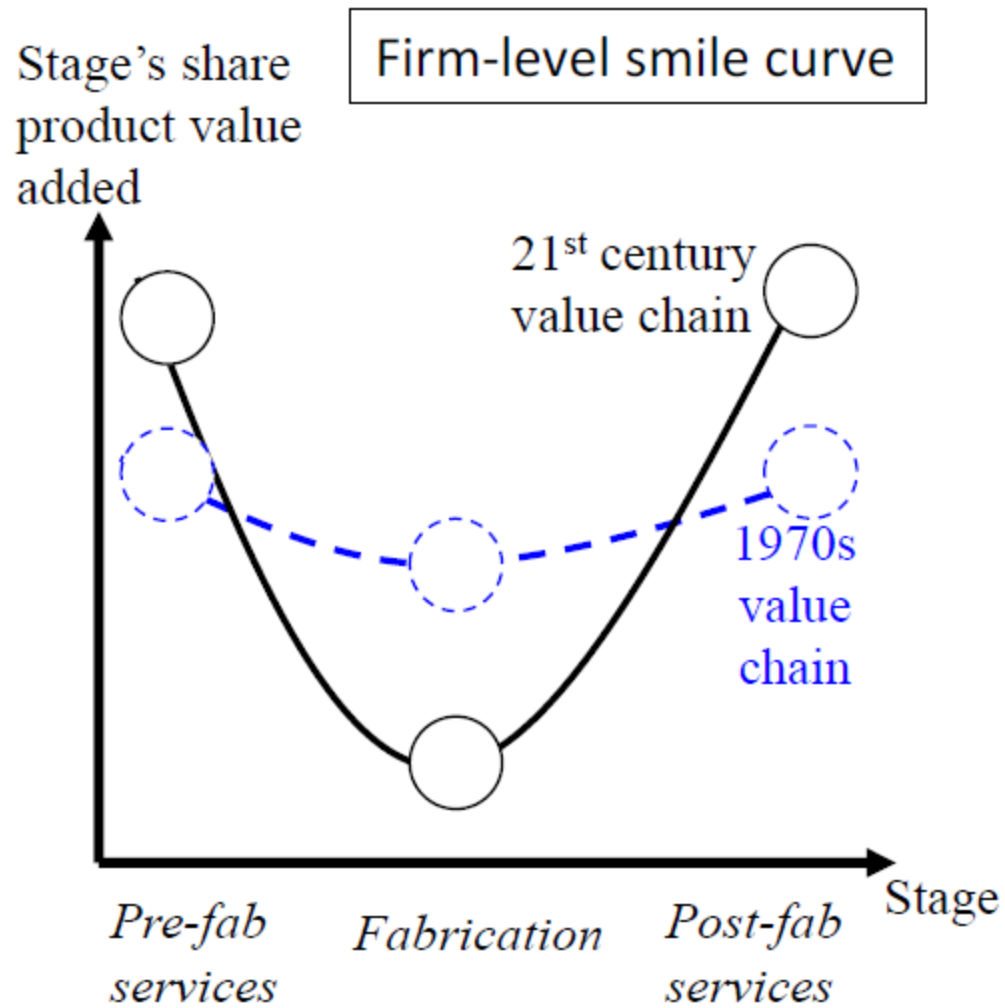 Firm-level smile curve
Stage’s share
product value
added
21st century
value chain
1970s
value
chain
Stage
Pre-fab
services
Fabrication
Post-fab
services